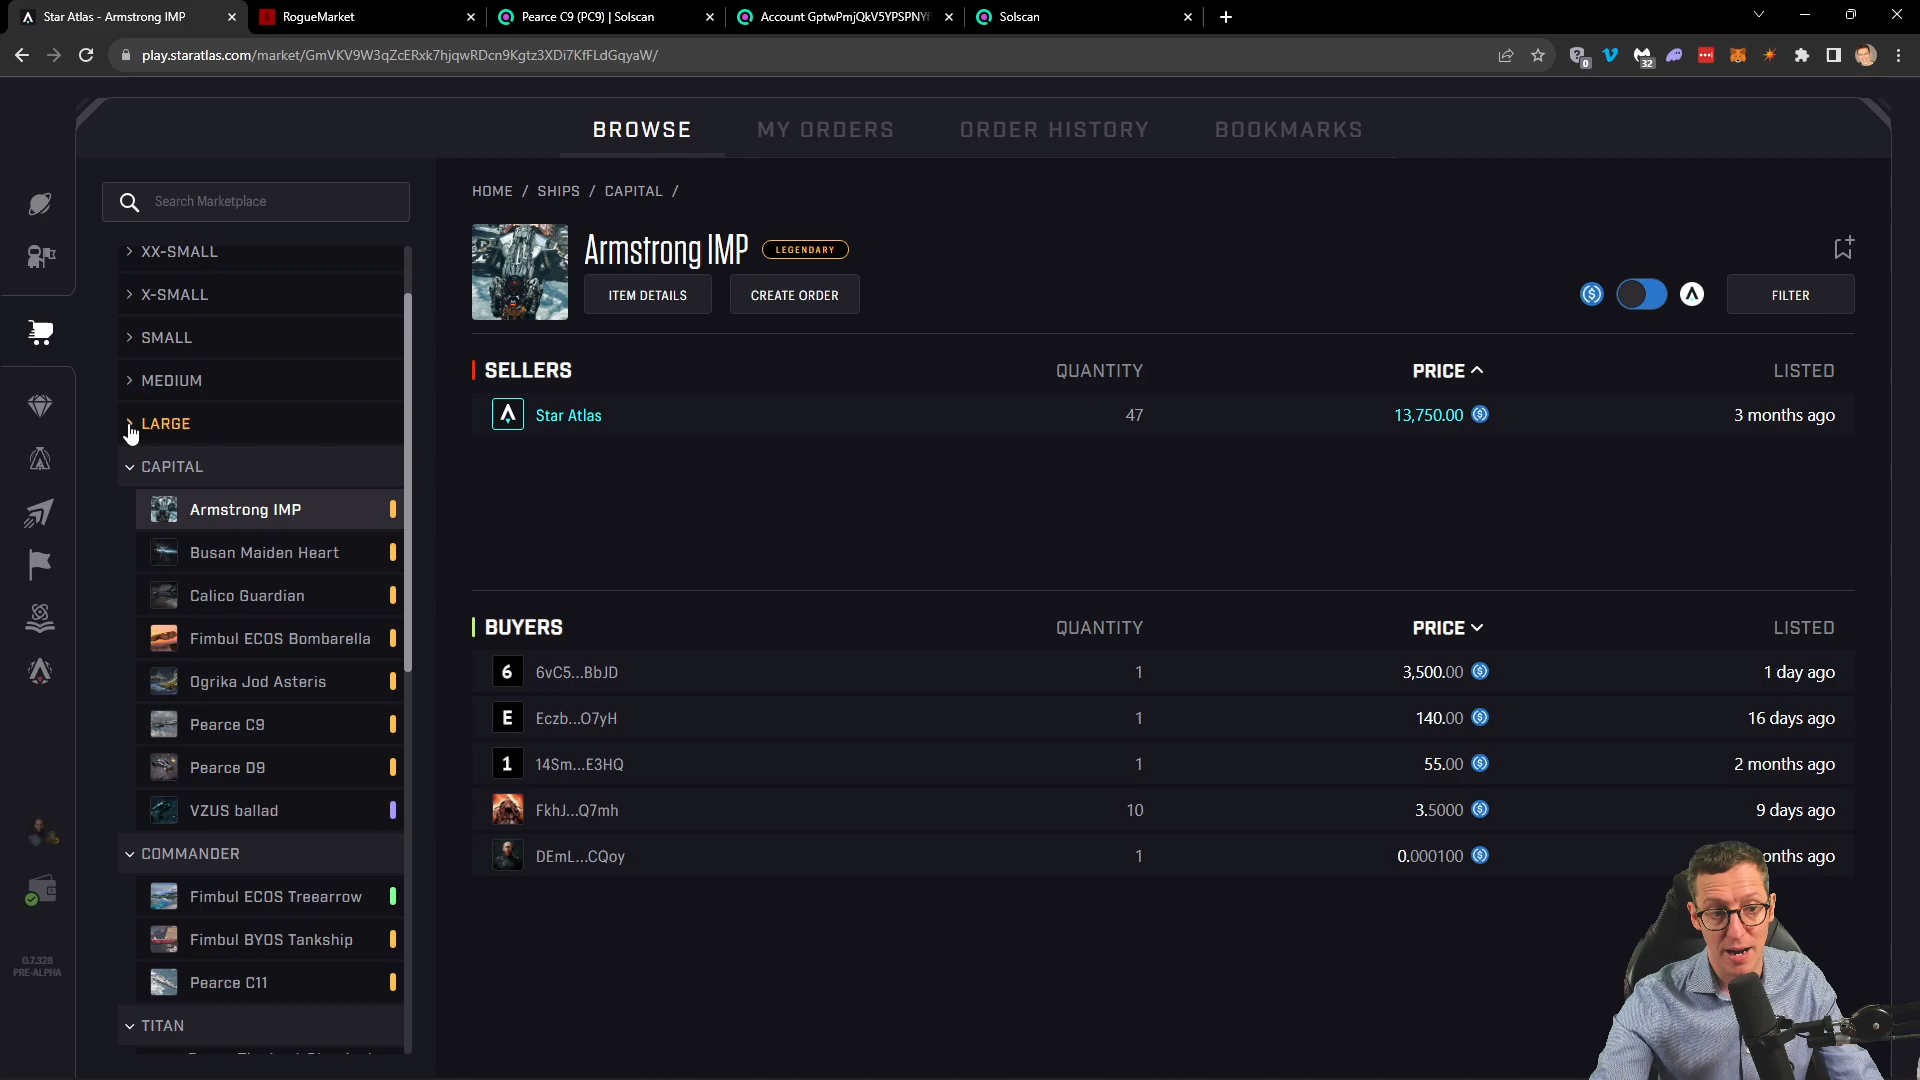 Star Atlas - Armstrong IMP
RogueMarket
Pearce C9 (PC9) | Solscan
Account GptwPmjQkV5YPSPNYF
Solscan
play.staratlas.com/market/GmVKV9W3qZcERxk7hjqwRDcn9Kgtz3XDi7KfFLdGqyaW/
0
32
BROWSE
MY ORDERS
ORDER HISTORY
BOOKMARKS
Search Marketplace
XX-SMALL
X-SMALL
SMALL
MEDIUM
LARGE
CAPITAL
Armstrong IMP
Busan Maiden Heart
Calico Guardian
Fimbul ECOS Bombarella
Ogrika Jod Asteris
Pearce C9
Pearce D9
VZUS ballad
COMMANDER
Fimbul ECOS Treearrow
Fimbul BYOS Tankship
Pearce C11
TITAN
0.7.328
PRE-ALPHA
HOME / SHIPS / CAPITAL /
Armstrong IMP LEGENDARY
ITEM DETAILS
CREATE ORDER
FILTER
SELLERS QUANTITY PRICE LISTED
Star Atlas 47 13,750.00 3 months ago
BUYERS QUANTITY PRICE LISTED
6 6vC5...BbJD 1 3,500.00 1 day ago
E Eczb...O7yH 1 140.00 16 days ago
1 14Sm...E3HQ 1 55.00 2 months ago
FkhJ...Q7mh 10 3.5000 9 days ago
DEmL...CQoy 1 0.000100 onths ago